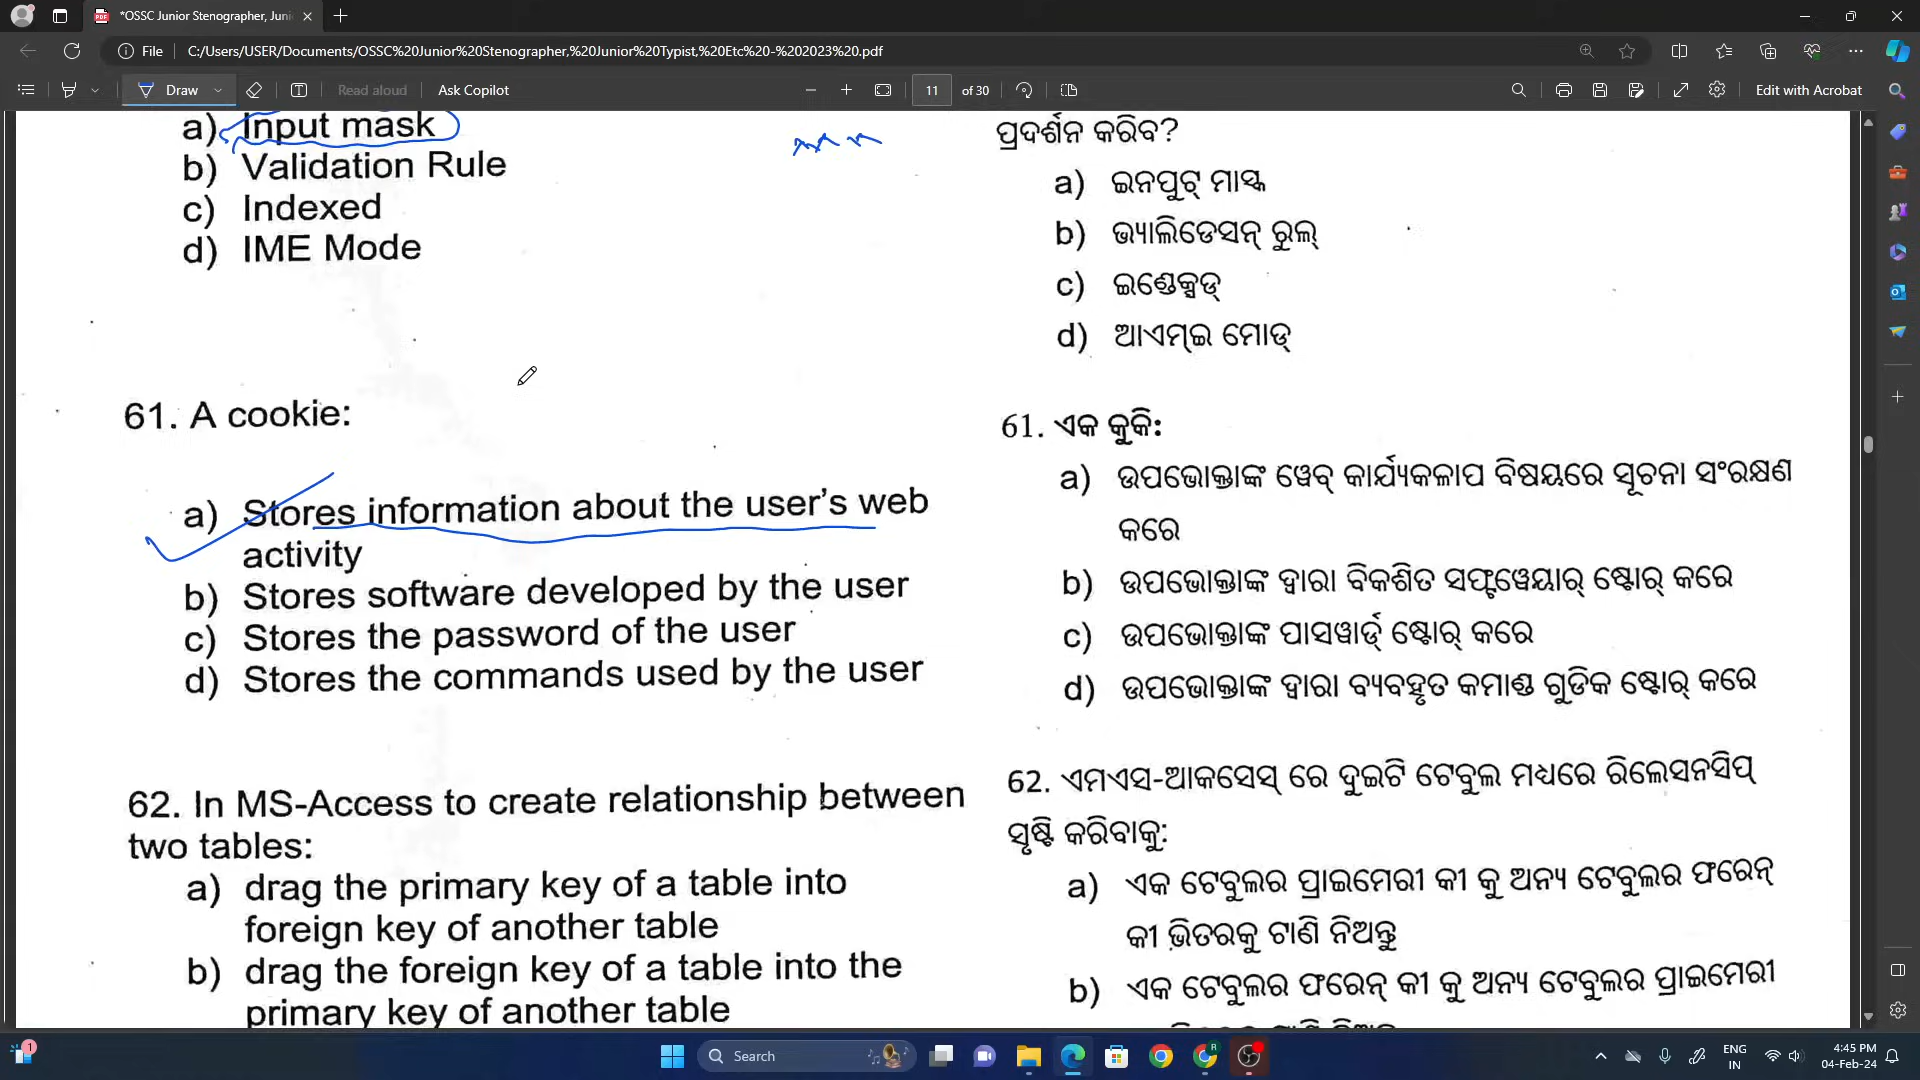 *OSSC Junior Stenographer, Juni
File
C:/Users/USER/Documents/OSSC%20Junior%20Stenographer,%20Junior%20Typist,%20Etc%20-%202023%20.pdf
Draw
Read aloud
Ask Copilot
11 of 30
Edit with Acrobat
a) Input mask
b) Validation Rule
c) Indexed
d) IME Mode
61. A cookie:
a) Stores information about the user's web
activity
b) Stores software developed by the user
c) Stores the password of the user
d) Stores the commands used by the user
62. In MS-Access to create relationship between
two tables:
a) drag the primary key of a table into
foreign key of another table
b) drag the foreign key of a table into the
primary key of another table
ପ୍ରଦର୍ଶନ କରିବ?
a) ଇନପୁଟ୍ ମାସ୍କ
b) ଭ୍ୟାଲିଡେସନ୍ ରୁଲ୍
c) ଇଣ୍ଡେକ୍ସଡ୍
d) ଆଏମ୍ଇ ମୋଡ୍
61. ଏକ କୁକି:
a) ଉପଭୋକ୍ତାଙ୍କ ୱେବ୍ କାର୍ଯ୍ୟକଳାପ ବିଷୟରେ ସୂଚନା ସଂରକ୍ଷଣ
କରେ
b) ଉପଭୋକ୍ତାଙ୍କ ଦ୍ୱାରା ବିକଶିତ ସଫ୍ଟୱେୟାର୍ ଷ୍ଟୋର୍ କରେ
c) ଉପଭୋକ୍ତାଙ୍କ ପାସୱାର୍ଡ୍ ଷ୍ଟୋର୍ କରେ
d) ଉପଭୋକ୍ତାଙ୍କ ଦ୍ୱାରା ବ୍ୟବହୃତ କମାଣ୍ଡ ଗୁଡିକ ଷ୍ଟୋର୍ କରେ
62. ଏମଏସ-ଆକସେସ୍ ରେ ଦୁଇଟି ଟେବୁଲ ମଧ୍ୟରେ ରିଲେସନସିପ୍
ସୃଷ୍ଟି କରିବାକୁ:
a) ଏକ ଟେବୁଲର ପ୍ରାଇମେରୀ କୀ କୁ ଅନ୍ୟ ଟେବୁଲର ଫରେନ୍
କୀ ଭିତରକୁ ଟାଣି ନିଅନ୍ତୁ
b) ଏକ ଟେବୁଲର ଫରେନ୍ କୀ କୁ ଅନ୍ୟ ଟେବୁଲର ପ୍ରାଇମେରୀ
1
Search
ENG
IN
4:45 PM
04-Feb-24